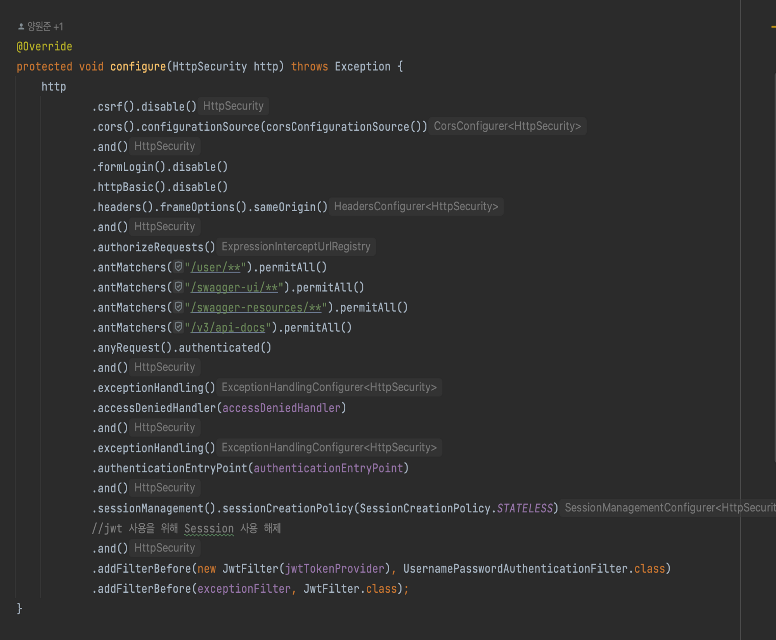 양원준 +1
@Override
protected void configure(HttpSecurity http) throws Exception {
http
.csrf().disable() HttpSecurity
.cors().configurationSource(corsConfigurationSource()) CorsConfigurer<HttpSecurity>
.and() HttpSecurity
.formLogin().disable()
.httpBasic().disable()
.headers().frameOptions().sameOrigin() HeadersConfigurer<HttpSecurity>
.and() HttpSecurity
.authorizeRequests() ExpressionInterceptUrlRegistry
.antMatchers("/user/**").permitAll()
.antMatchers("/swagger-ui/**").permitAll()
.antMatchers("/swagger-resources/**").permitAll()
.antMatchers("/v3/api-docs").permitAll()
.anyRequest().authenticated()
.and() HttpSecurity
.exceptionHandling() ExceptionHandlingConfigurer<HttpSecurity>
.accessDeniedHandler(accessDeniedHandler)
.and() HttpSecurity
.exceptionHandling() ExceptionHandlingConfigurer<HttpSecurity>
.authenticationEntryPoint(authenticationEntryPoint)
.and() HttpSecurity
.sessionManagement().sessionCreationPolicy(SessionCreationPolicy.STATELESS) SessionManagementConfigurer<HttpSecurit
//jwt 사용을 위해 Sesssion 사용 해제
.and() HttpSecurity
.addFilterBefore(new JwtFilter(jwtTokenProvider), UsernamePasswordAuthenticationFilter.class)
.addFilterBefore(exceptionFilter, JwtFilter.class);
}